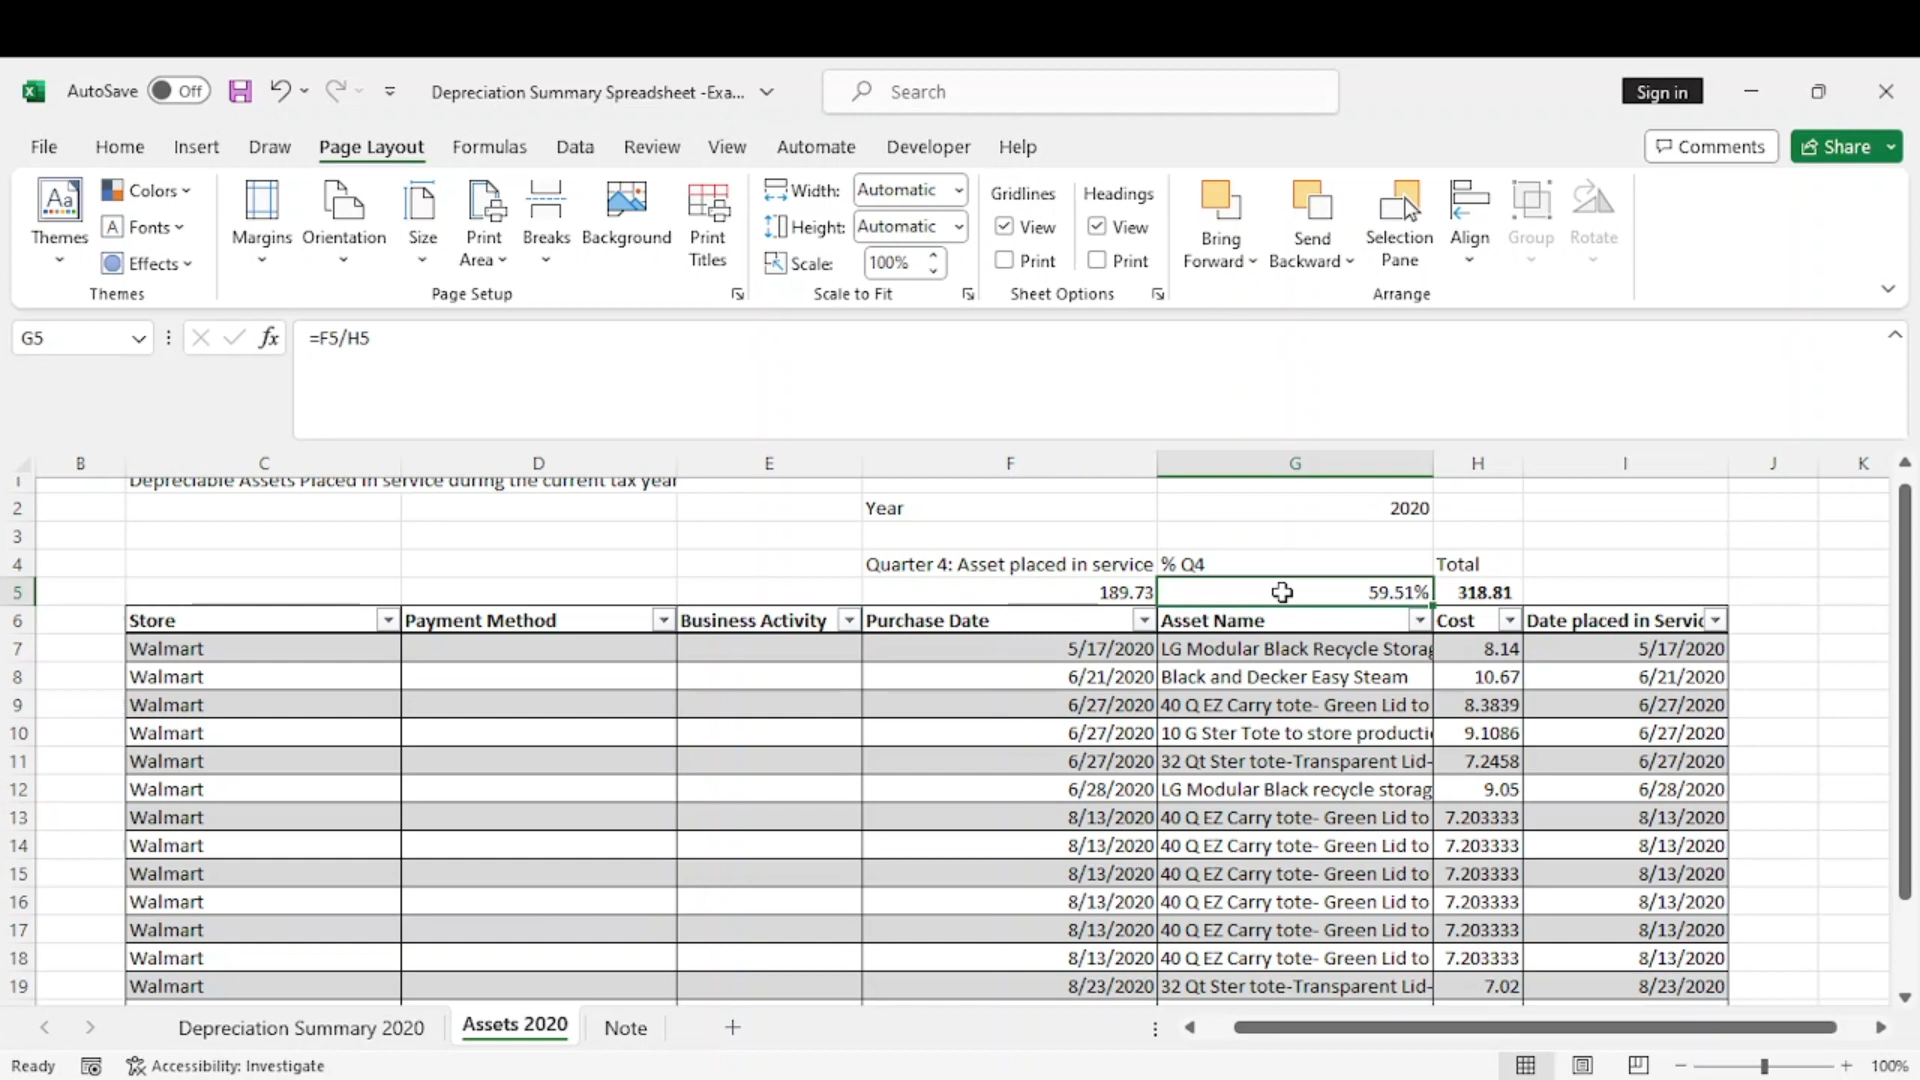 AutoSave Off Depreciation Summary Spreadsheet -Exa... Search Sign in
File Home Insert Draw Page Layout Formulas Data Review View Automate Developer Help Comments Share
Themes Colors Fonts Effects Themes
Margins Orientation Size Print Area Breaks Background Print Titles Page Setup
Width: Automatic Height: Automatic Scale: 100% Scale to Fit
Gridlines View Print Headings View Print Sheet Options
Bring Forward Send Backward Selection Pane Align Group Rotate Arrange
G5 fx =F5/H5
B C D E F G H I J K
1 Depreciable Assets Placed in service during the current tax year
2 Year 2020
3
4 Quarter 4: Asset placed in service % Q4 Total
5 189.73 59.51% 318.81
6 Store Payment Method Business Activity Purchase Date Asset Name Cost Date placed in Servic
7 Walmart 5/17/2020 LG Modular Black Recycle Storag 8.14 5/17/2020
8 Walmart 6/21/2020 Black and Decker Easy Steam 10.67 6/21/2020
9 Walmart 6/27/2020 40 Q EZ Carry tote- Green Lid to 8.3839 6/27/2020
10 Walmart 6/27/2020 10 G Ster Tote to store producti 9.1086 6/27/2020
11 Walmart 6/27/2020 32 Qt Ster tote-Transparent Lid- 7.2458 6/27/2020
12 Walmart 6/28/2020 LG Modular Black recycle storag 9.05 6/28/2020
13 Walmart 8/13/2020 40 Q EZ Carry tote- Green Lid to 7.203333 8/13/2020
14 Walmart 8/13/2020 40 Q EZ Carry tote- Green Lid to 7.203333 8/13/2020
15 Walmart 8/13/2020 40 Q EZ Carry tote- Green Lid to 7.203333 8/13/2020
16 Walmart 8/13/2020 40 Q EZ Carry tote- Green Lid to 7.203333 8/13/2020
17 Walmart 8/13/2020 40 Q EZ Carry tote- Green Lid to 7.203333 8/13/2020
18 Walmart 8/13/2020 40 Q EZ Carry tote- Green Lid to 7.203333 8/13/2020
19 Walmart 8/23/2020 32 Qt Ster tote-Transparent Lid- 7.02 8/23/2020
Depreciation Summary 2020 Assets 2020 Note
Ready Accessibility: Investigate 100%